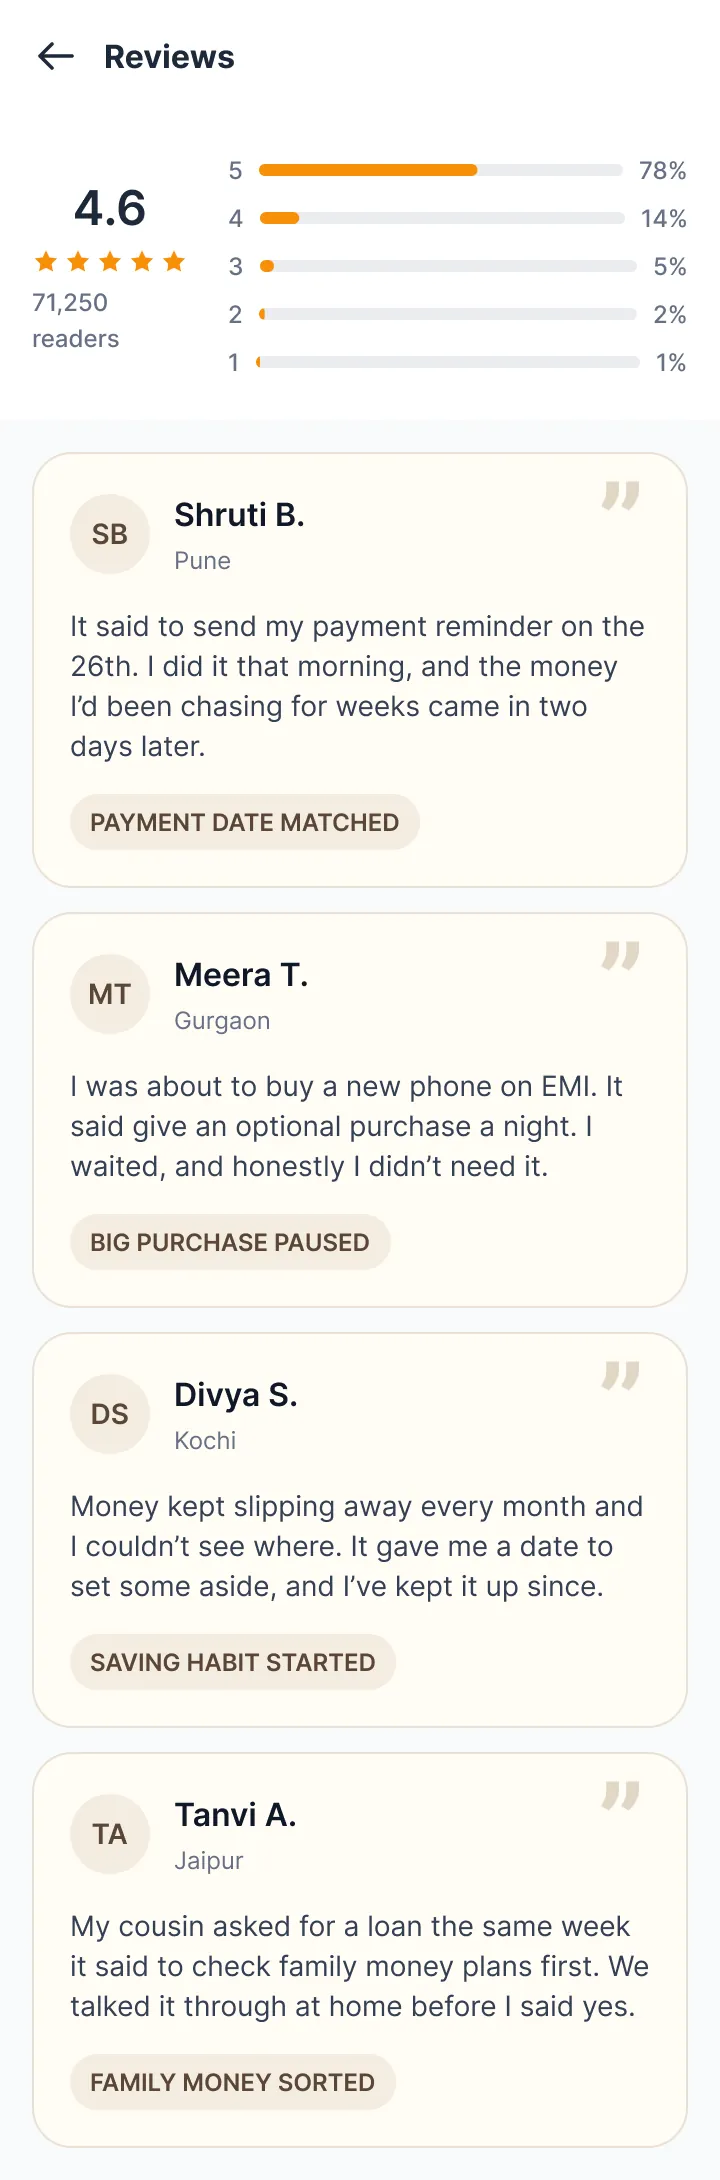 Reviews
4.6
71,250
readers
5 78%
4 14%
3 5%
2 2%
1 1%
SB
Shruti B.
Pune
”
It said to send my payment reminder on the
26th. I did it that morning, and the money
I’d been chasing for weeks came in two
days later.
PAYMENT DATE MATCHED
MT
Meera T.
Gurgaon
”
I was about to buy a new phone on EMI. It
said give an optional purchase a night. I
waited, and honestly I didn’t need it.
BIG PURCHASE PAUSED
DS
Divya S.
Kochi
”
Money kept slipping away every month and
I couldn’t see where. It gave me a date to
set some aside, and I’ve kept it up since.
SAVING HABIT STARTED
TA
Tanvi A.
Jaipur
”
My cousin asked for a loan the same week
it said to check family money plans first. We
talked it through at home before I said yes.
FAMILY MONEY SORTED